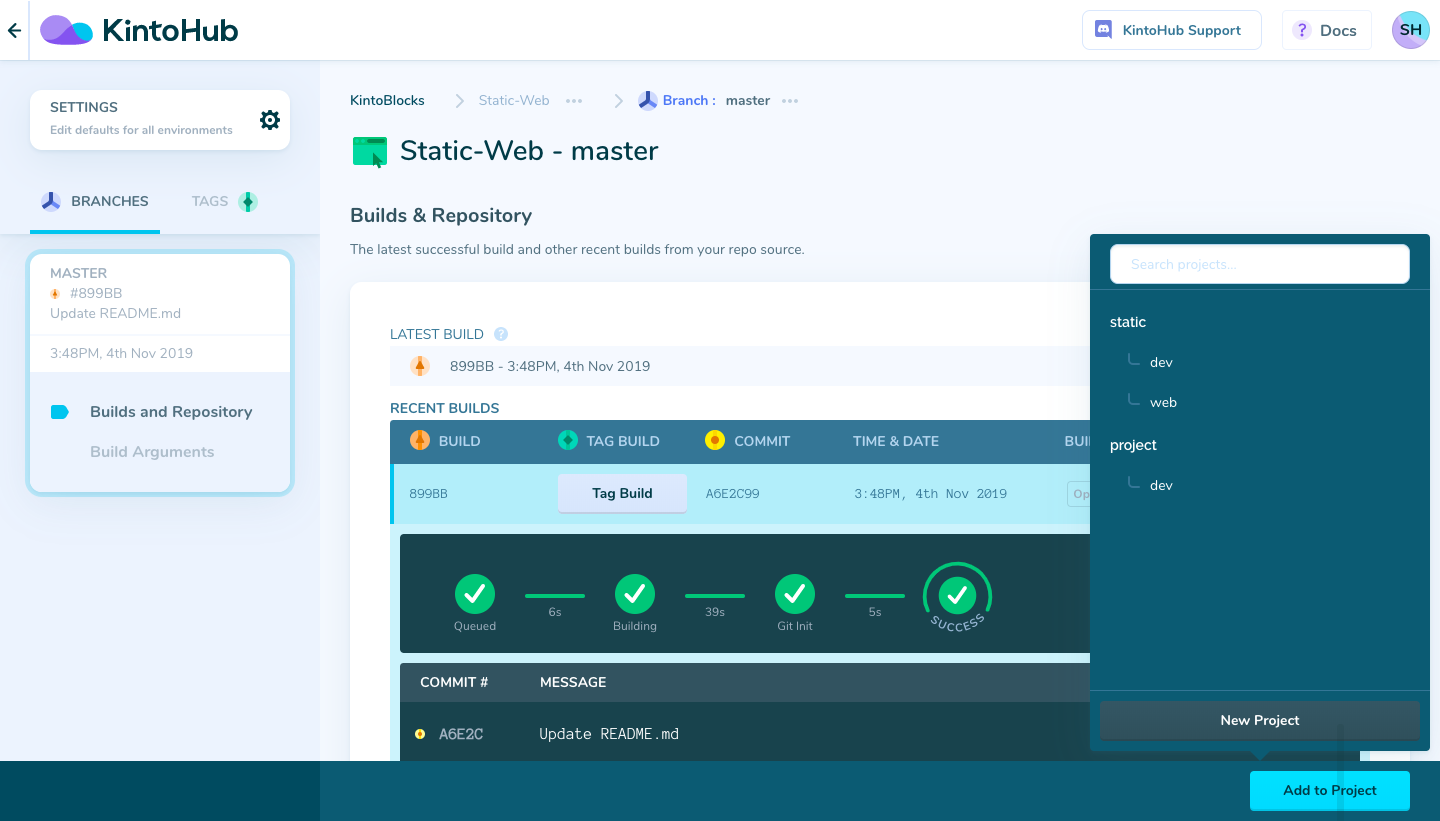 KintoHub
KintoHub Support
? Docs
SH
SETTINGS
Edit defaults for all environments
BRANCHES
TAGS
MASTER
#899BB
Update README.md
3:48PM, 4th Nov 2019
Builds and Repository
Build Arguments
KintoBlocks
Static-Web
Branch : master
Static-Web - master
Builds & Repository
The latest successful build and other recent builds from your repo source.
LATEST BUILD ?
899BB - 3:48PM, 4th Nov 2019
RECENT BUILDS
BUILD TAG BUILD COMMIT TIME & DATE
899BB Tag Build A6E2C99 3:48PM, 4th Nov 2019
6s 39s 5s
Queued Building Git Init SUCCESS
COMMIT # MESSAGE
A6E2C Update README.md
Search projects...
static
dev
web
project
dev
New Project
Add to Project